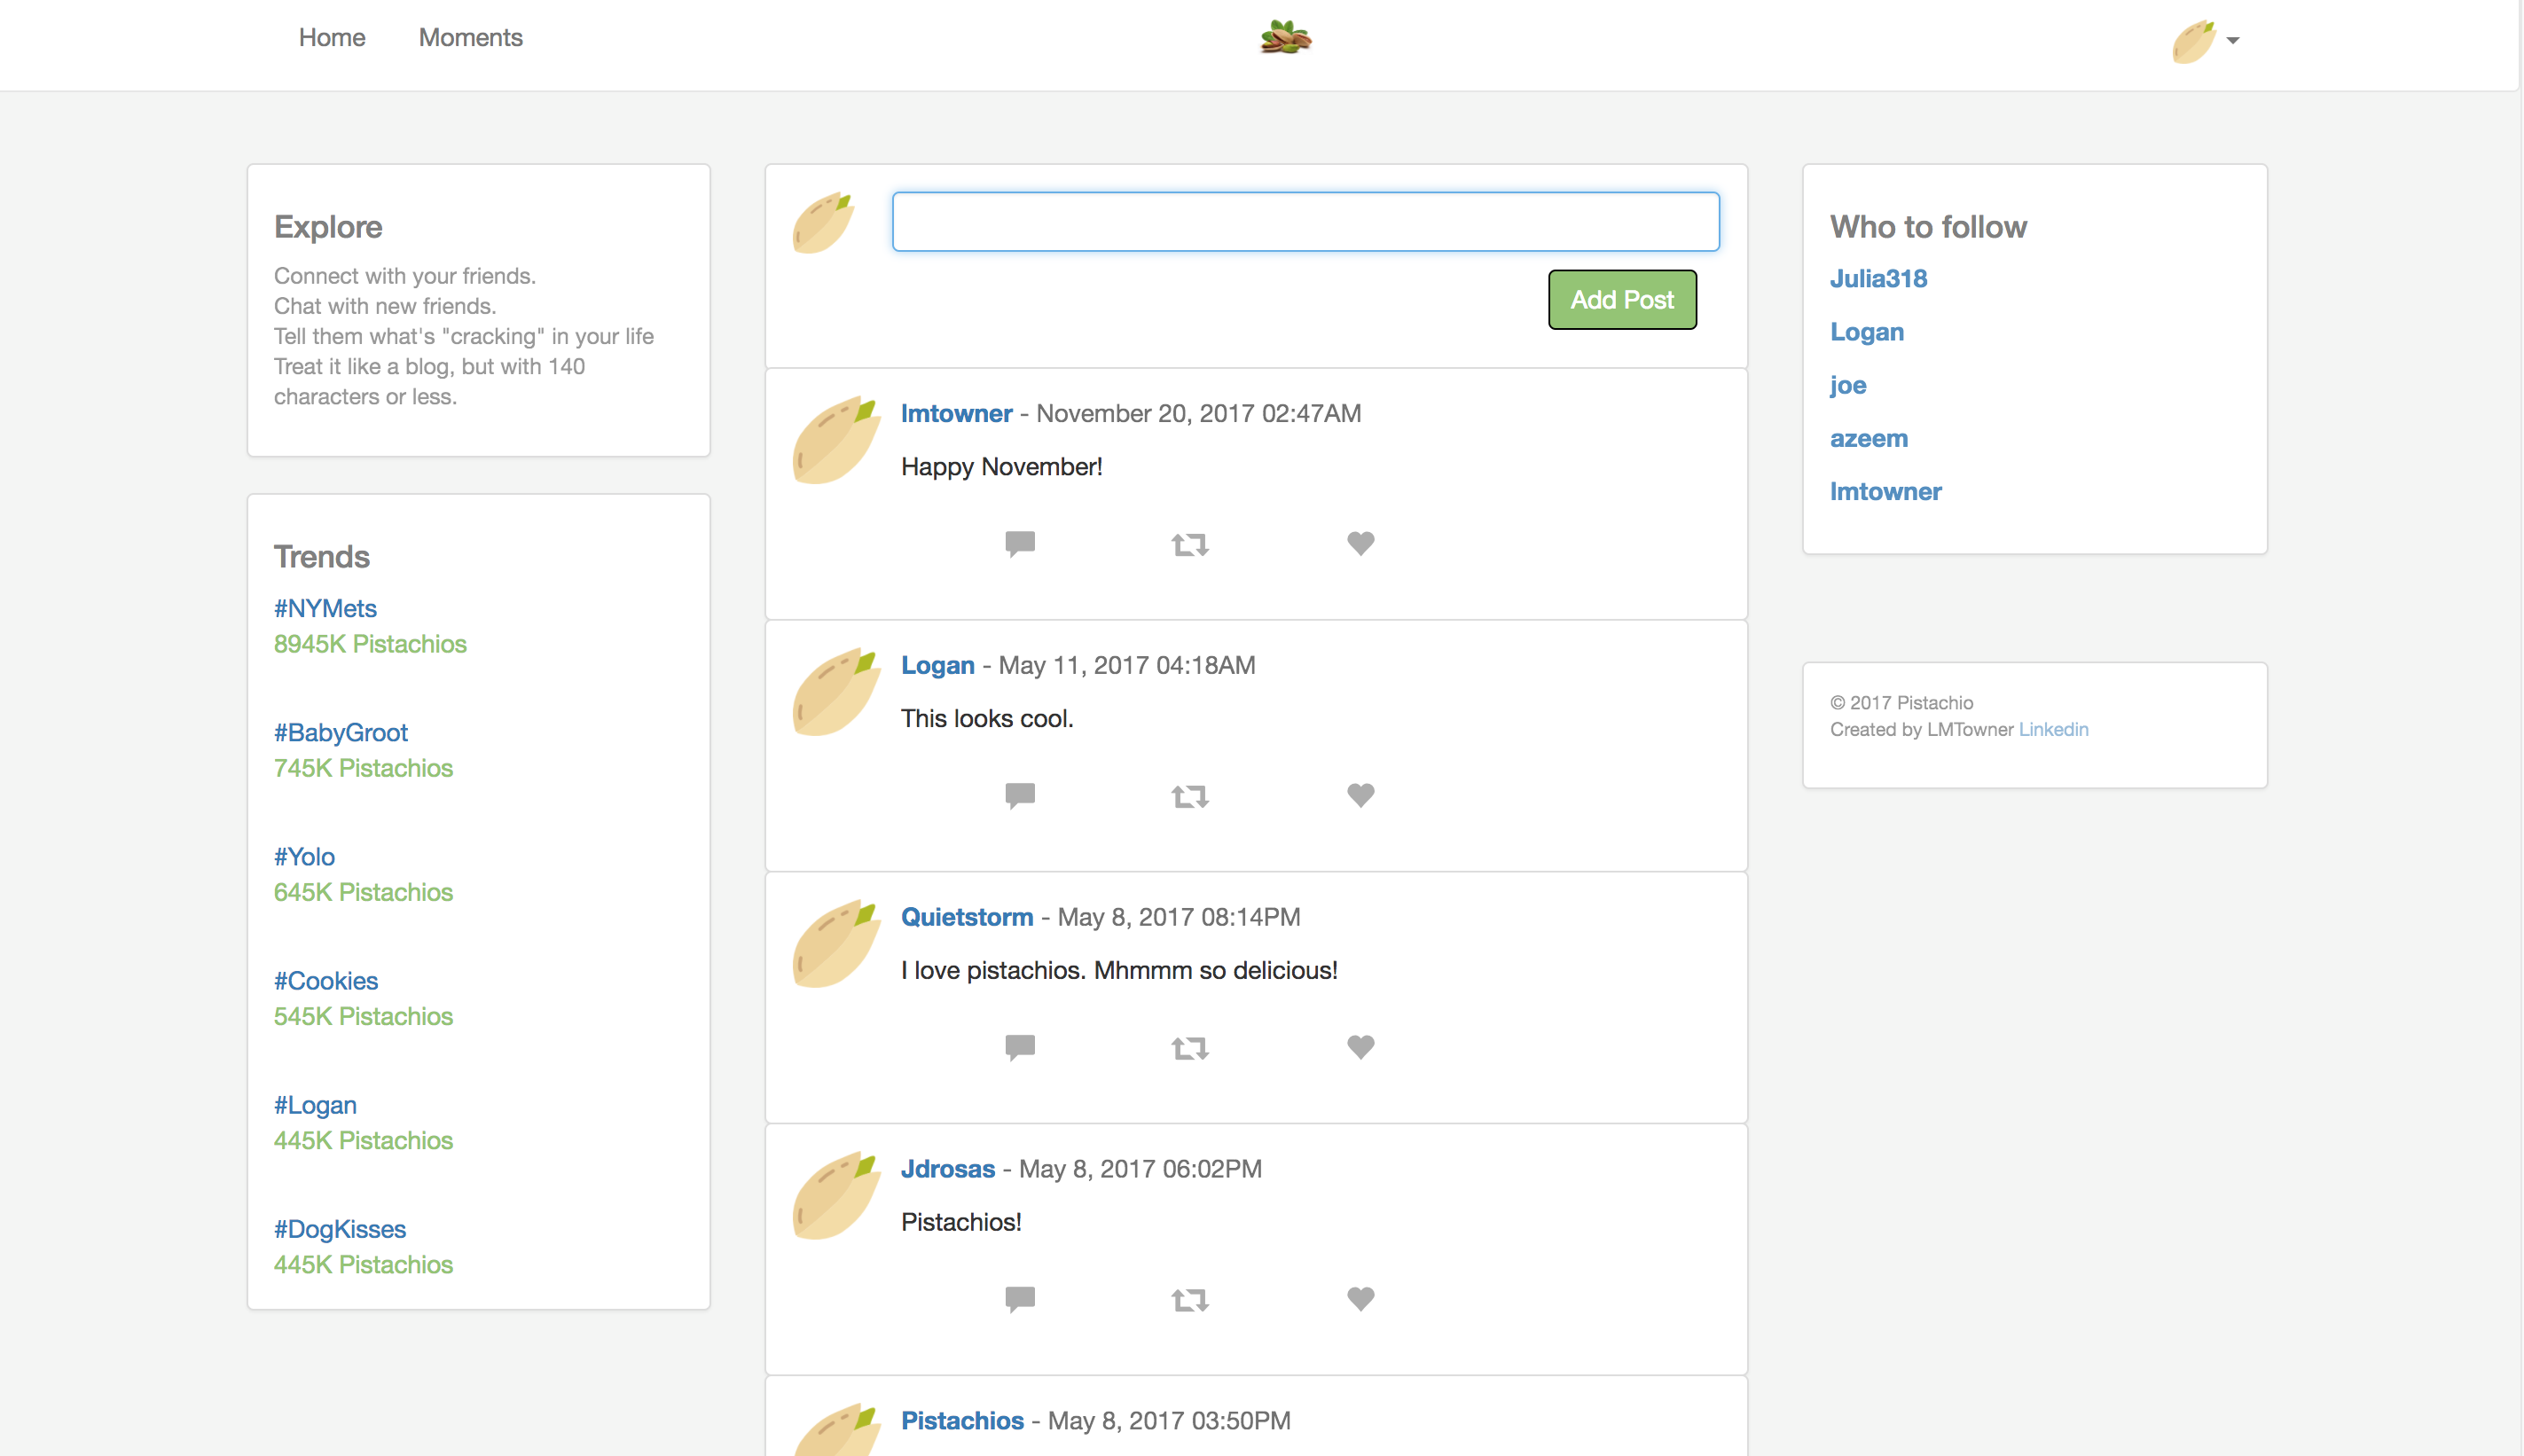 Home
Moments
Explore
Connect with your friends.
Chat with new friends.
Tell them what's "cracking" in your life
Treat it like a blog, but with 140
characters or less.
Trends
#NYMets
8945K Pistachios
#BabyGroot
745K Pistachios
#Yolo
645K Pistachios
#Cookies
545K Pistachios
#Logan
445K Pistachios
#DogKisses
445K Pistachios
Add Post
lmtowner - November 20, 2017 02:47AM
Happy November!
Logan - May 11, 2017 04:18AM
This looks cool.
Quietstorm - May 8, 2017 08:14PM
I love pistachios. Mhmmm so delicious!
Jdrosas - May 8, 2017 06:02PM
Pistachios!
Pistachios - May 8, 2017 03:50PM
Who to follow
Julia318
Logan
joe
azeem
lmtowner
© 2017 Pistachio
Created by LMTowner Linkedin